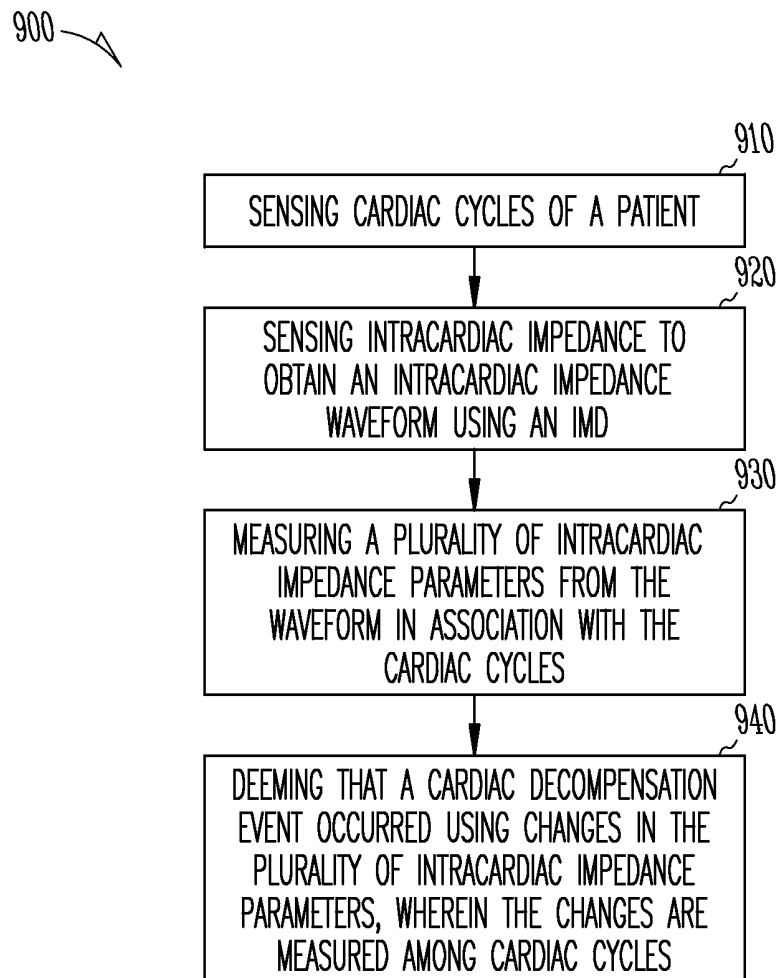 900
910
SENSING CARDIAC CYCLES OF A PATIENT
920
SENSING INTRACARDIAC IMPEDANCE TO
OBTAIN AN INTRACARDIAC IMPEDANCE
WAVEFORM USING AN IMD
930
MEASURING A PLURALITY OF INTRACARDIAC
IMPEDANCE PARAMETERS FROM THE
WAVEFORM IN ASSOCIATION WITH THE
CARDIAC CYCLES
940
DEEMING THAT A CARDIAC DECOMPENSATION
EVENT OCCURRED USING CHANGES IN THE
PLURALITY OF INTRACARDIAC IMPEDANCE
PARAMETERS, WHEREIN THE CHANGES ARE
MEASURED AMONG CARDIAC CYCLES